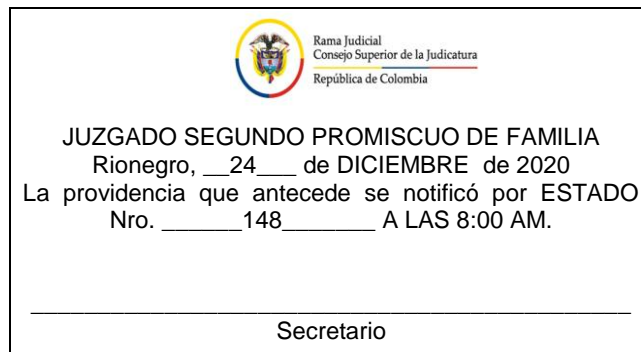 Rama Judicial
Consejo Superior de la Judicatura
República de Colombia
JUZGADO SEGUNDO PROMISCUO DE FAMILIA
Rionegro, __24___ de DICIEMBRE de 2020
La providencia que antecede se notificó por ESTADO
Nro. ______148_______ A LAS 8:00 AM.
_______________________________________________
Secretario